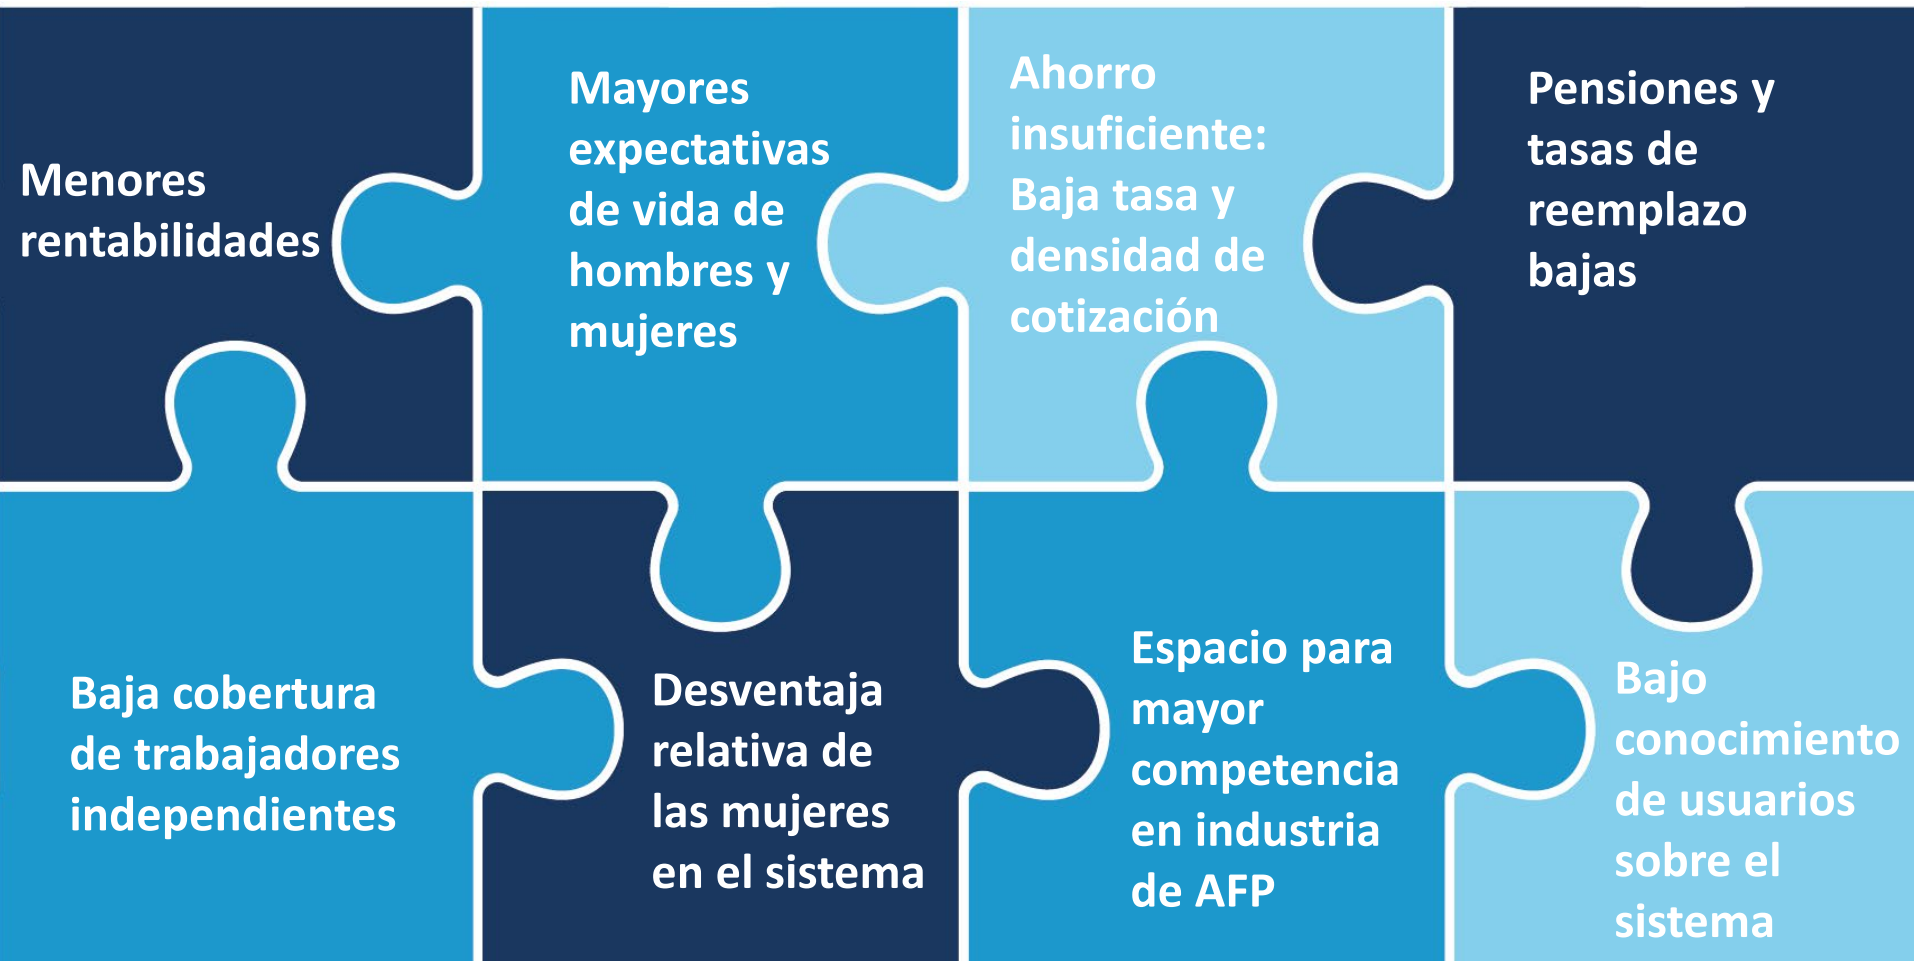 Menores
rentabilidades
Mayores
expectativas
de vida de
hombres y
mujeres
Ahorro
insuficiente:
Baja tasa y
densidad de
cotización
Pensiones y
tasas de
reemplazo
bajas
Baja cobertura
de trabajadores
independientes
Desventaja
relativa de
las mujeres
en el sistema
Espacio para
mayor
competencia
en industria
de AFP
Bajo
conocimiento
de usuarios
sobre el
sistema